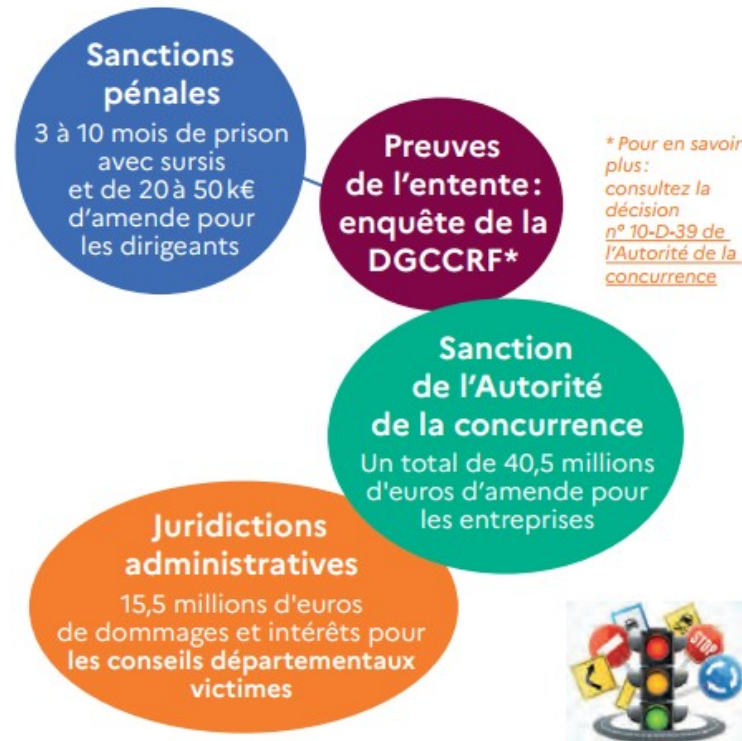 Sanctions
pénales
3 à 10 mois de prison
avec sursis
et de 20 à 50 k€
d'amende pour
les dirigeants
Preuves
de l'entente :
enquête de la
DGCCRF*
* Pour en savoir
plus :
consultez la
décision
n° 10-D-39 de
l'Autorité de la
concurrence
Sanction
de l'Autorité
de la concurrence
Un total de 40,5 millions
d'euros d'amende pour
les entreprises
Juridictions
administratives
15,5 millions d'euros
de dommages et intérêts pour
les conseils départementaux
victimes
STOP